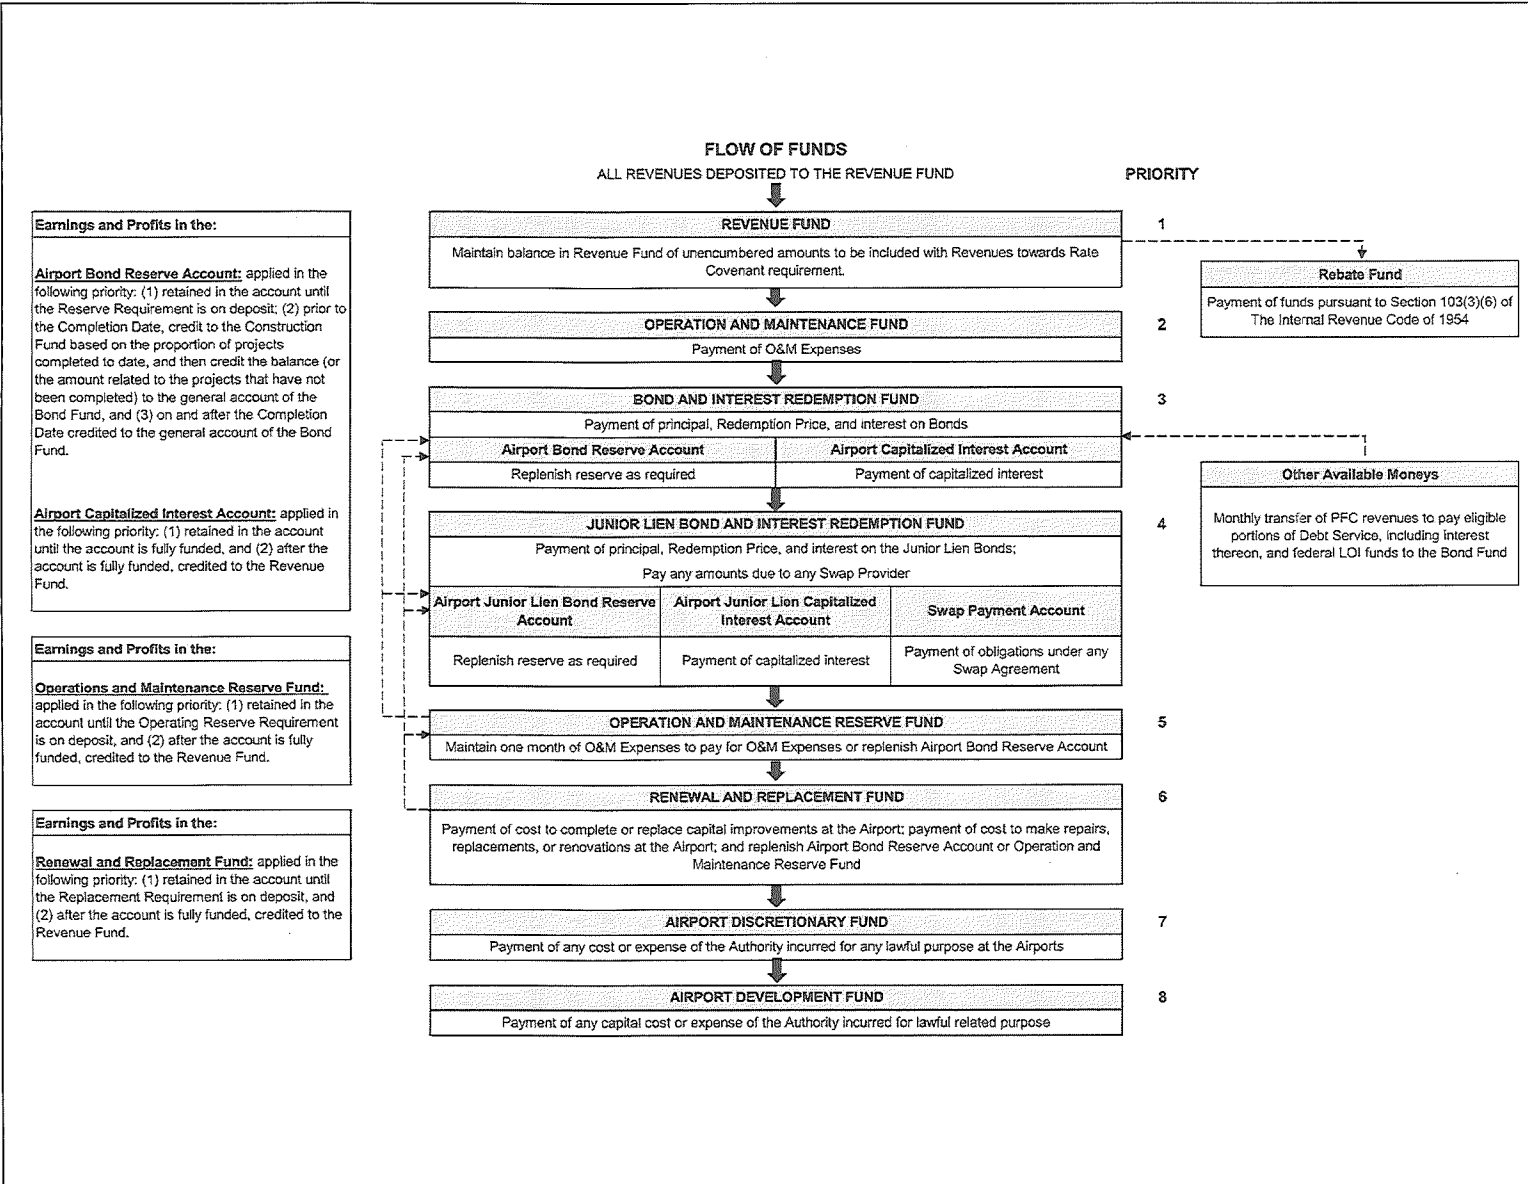 FLOW OF FUNDS
ALL REVENUES DEPOSITED TO THE REVENUE FUND
PRIORITY
Earnings and Profits in the:
Airport Bond Reserve Account: applied in the
following priority: (1) retained in the account until
the Reserve Requirement is on deposit; (2) prior to
the Completion Date, credit to the Construction
Fund based on the proportion of projects
completed to date, and then credit the balance (or
the amount related to the projects that have not
been completed) to the general account of the
Bond Fund, and (3) on and after the Completion
Date credited to the general account of the Bond
Fund.
Airport Capitalized Interest Account: applied in
the following priority: (1) retained in the account
until the account is fully funded, and (2) after the
account is fully funded, credited to the Revenue
Fund.
Earnings and Profits in the:
Operations and Maintenance Reserve Fund:
applied in the following priority: (1) retained in the
account until the Operating Reserve Requirement
is on deposit, and (2) after the account is fully
funded, credited to the Revenue Fund.
Earnings and Profits in the:
Renewal and Replacement Fund: applied in the
following priority: (1) retained in the account until
the Replacement Requirement is on deposit, and
(2) after the account is fully funded, credited to the
Revenue Fund.
REVENUE FUND
1
Maintain balance in Revenue Fund of unencumbered amounts to be included with Revenues towards Rate
Covenant requirement.
OPERATION AND MAINTENANCE FUND
2
Payment of O&M Expenses
BOND AND INTEREST REDEMPTION FUND
3
Payment of principal, Redemption Price, and interest on Bonds
Airport Bond Reserve Account
Airport Capitalized Interest Account
Replenish reserve as required
Payment of capitalized interest
JUNIOR LIEN BOND AND INTEREST REDEMPTION FUND
4
Payment of principal, Redemption Price, and interest on the Junior Lien Bonds;
Pay any amounts due to any Swap Provider
Airport Junior Lien Bond Reserve
Account
Airport Junior Lien Capitalized
Interest Account
Swap Payment Account
Replenish reserve as required
Payment of capitalized interest
Payment of obligations under any
Swap Agreement
OPERATION AND MAINTENANCE RESERVE FUND
5
Maintain one month of O&M Expenses to pay for O&M Expenses or replenish Airport Bond Reserve Account
RENEWAL AND REPLACEMENT FUND
6
Payment of cost to complete or replace capital improvements at the Airport; payment of cost to make repairs,
replacements, or renovations at the Airport; and replenish Airport Bond Reserve Account or Operation and
Maintenance Reserve Fund
AIRPORT DISCRETIONARY FUND
7
Payment of any cost or expense of the Authority incurred for any lawful purpose at the Airports
AIRPORT DEVELOPMENT FUND
8
Payment of any capital cost or expense of the Authority incurred for lawful related purpose
Rebate Fund
Payment of funds pursuant to Section 103(3)(6) of
The Internal Revenue Code of 1954
Other Available Moneys
Monthly transfer of PFC revenues to pay eligible
portions of Debt Service, including interest
thereon, and federal LOI funds to the Bond Fund